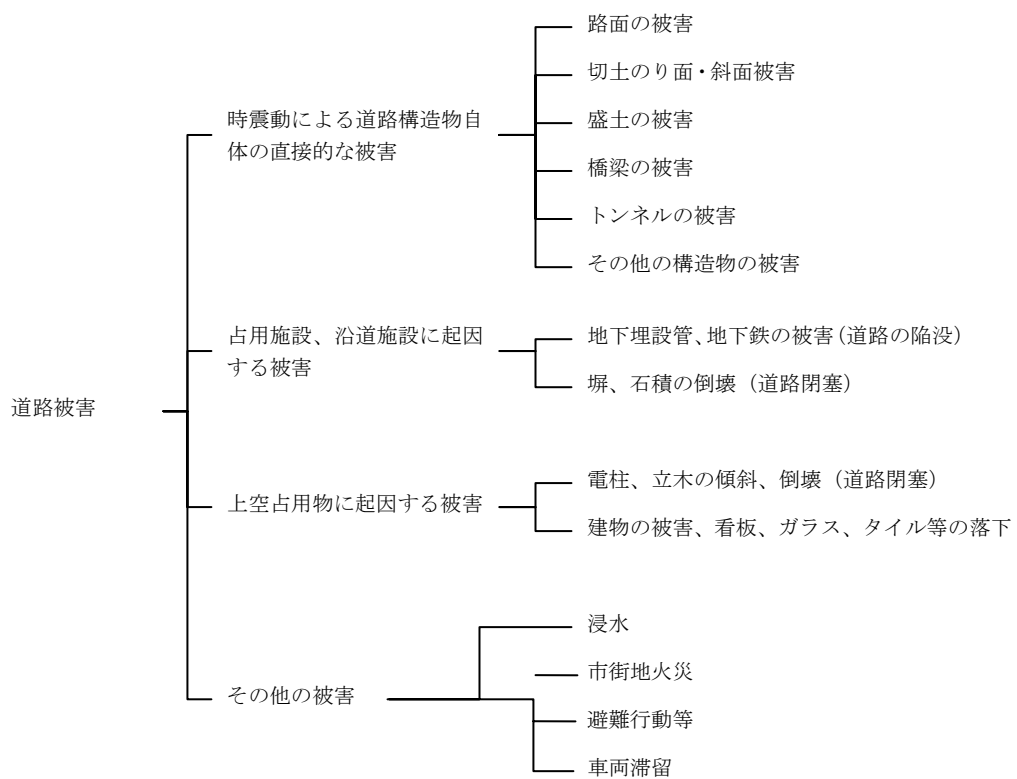 道路被害
時震動による道路構造物自
体の直接的な被害
路面の被害
切土のり面・斜面被害
盛土の被害
橋梁の被害
トンネルの被害
その他の構造物の被害
占用施設、沿道施設に起因
する被害
地下埋設管、地下鉄の被害(道路の陥没)
塀、石積の倒壊(道路閉塞)
上空占用物に起因する被害
電柱、立木の傾斜、倒壊(道路閉塞)
建物の被害、看板、ガラス、タイル等の落下
その他の被害
浸水
市街地火災
避難行動等
車両滞留